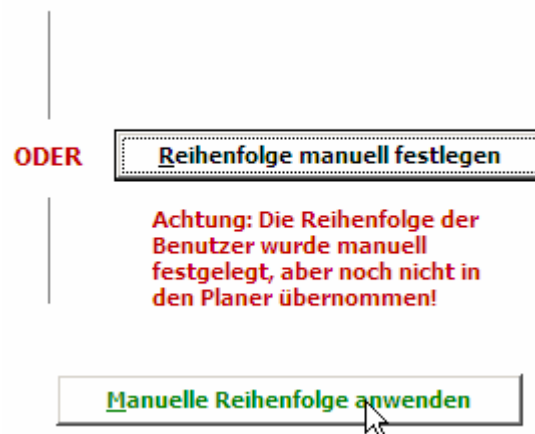 ODER
Reihenfolge manuell festlegen
Achtung: Die Reihenfolge der
Benutzer wurde manuell
festgelegt, aber noch nicht in
den Planer übernommen!
Manuelle Reihenfolge anwenden